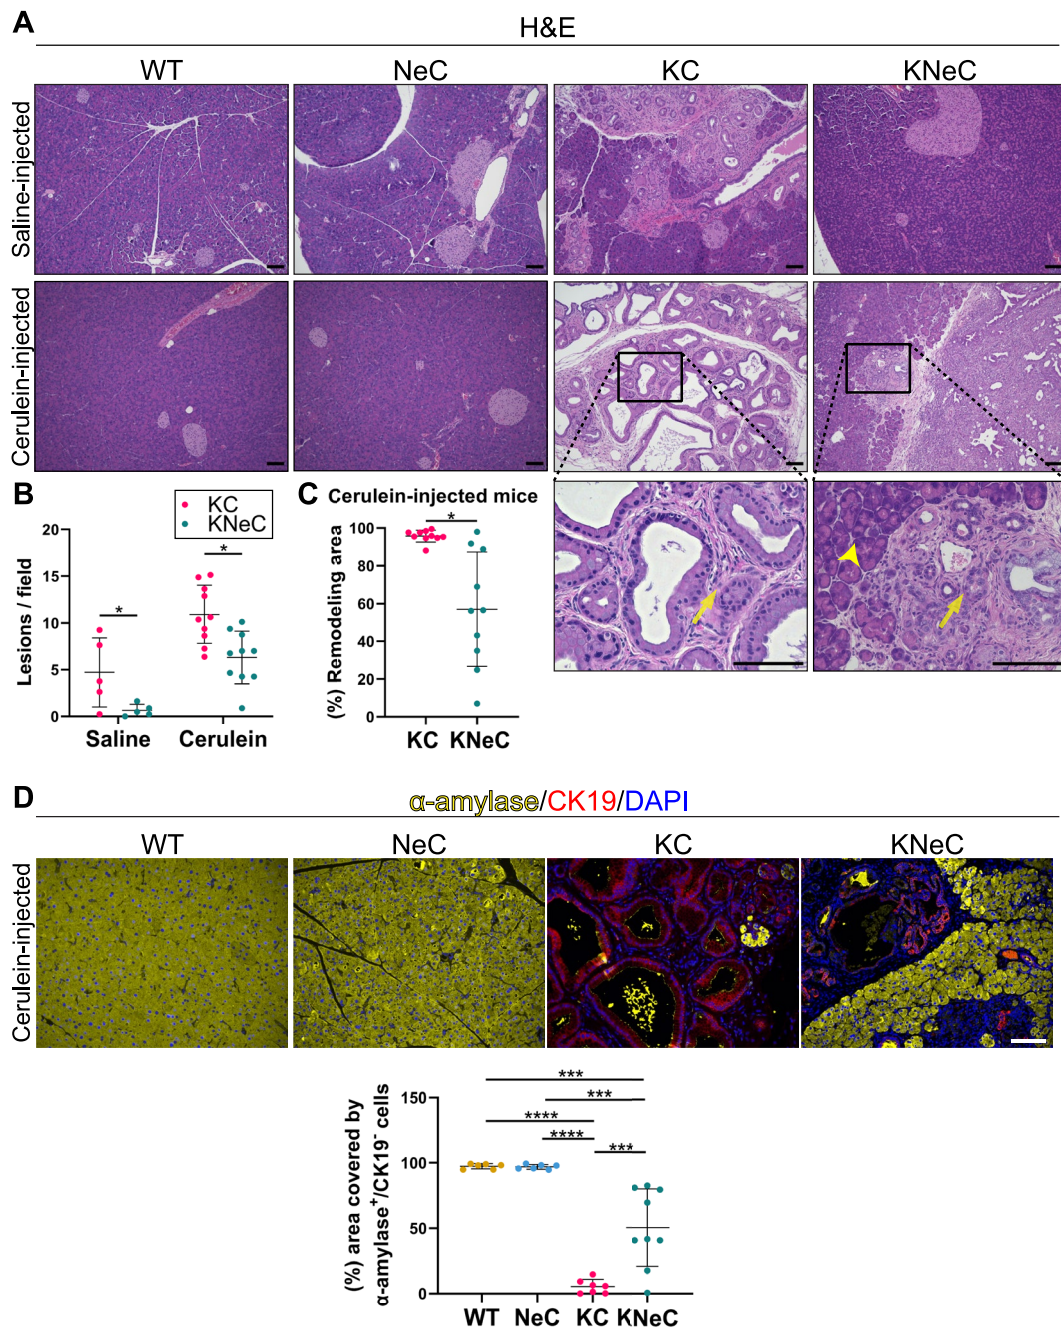 A
H&E
WT NeC KC KNeC
Saline-injected
Cerulein-injected
B
KC
KNeC
Lesions / field
20
15
10
5
0
* *
Saline Cerulein
C
Cerulein-injected mice
(%) Remodeling area
100
80
60
40
20
0
*
KC KNeC
D
α-amylase/CK19/DAPI
WT NeC KC KNeC
Cerulein-injected
(%) area covered by
α-amylase⁺/CK19⁻ cells
150
100
50
0
***
***
****
****
***
WT NeC KC KNeC